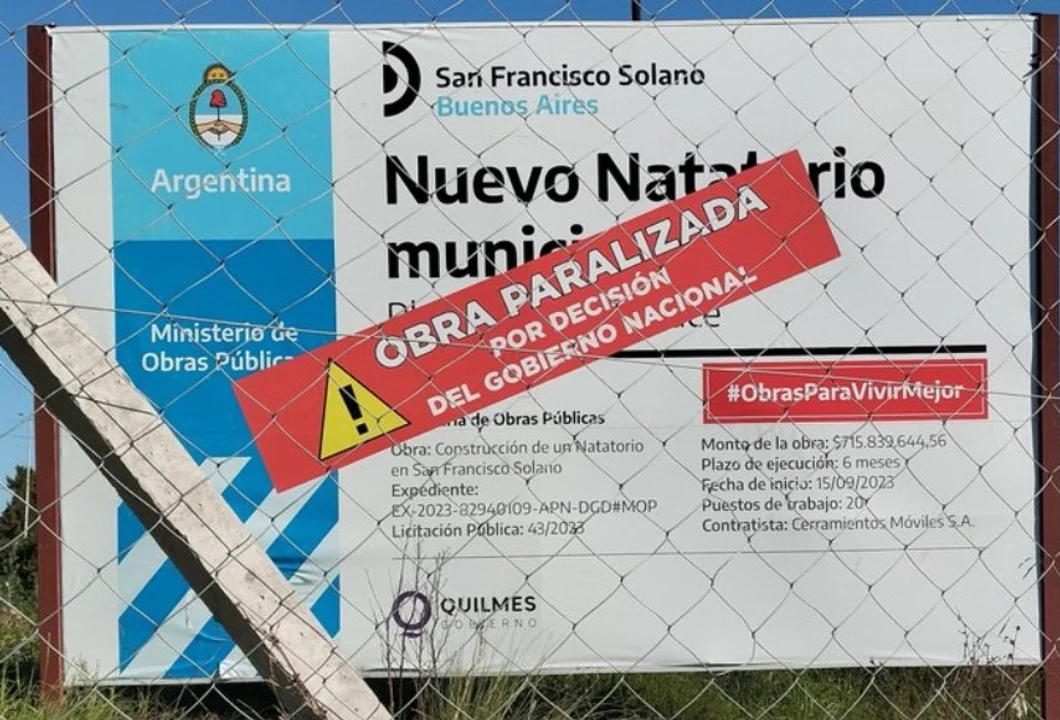 Argentina
Ministerio de
Obras Públicas
San Francisco Solano
Buenos Aires
Nuevo Natatorio
municipal
OBRA PARALIZADA
POR DECISIÓN
DEL GOBIERNO NACIONAL
de Obras Públicas
Obra: Construcción de un Natatorio
en San Francisco Solano
Expediente:
EX-2023-82940109-APN-DGD#MOP
Licitación Pública: 43/2023
#ObrasParaVivirMejor
Monto de la obra: $715.839.644,56
Plazo de ejecución: 6 meses
Fecha de inicio: 15/09/2023
Puestos de trabajo: 20
Contratista: Cerramientos Móviles S.A.
QUILMES
GOBIERNO